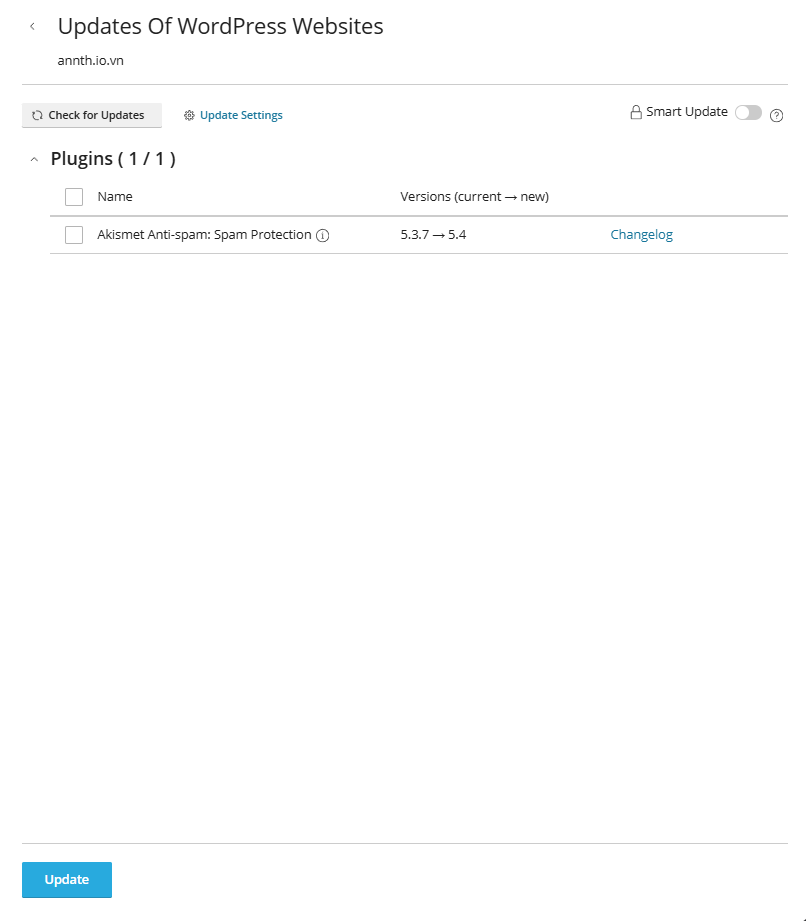 Updates Of WordPress Websites
annth.io.vn
Check for Updates Update Settings Smart Update
Plugins ( 1 / 1 )
Name Versions (current → new)
Akismet Anti-spam: Spam Protection 5.3.7 → 5.4 Changelog
Update